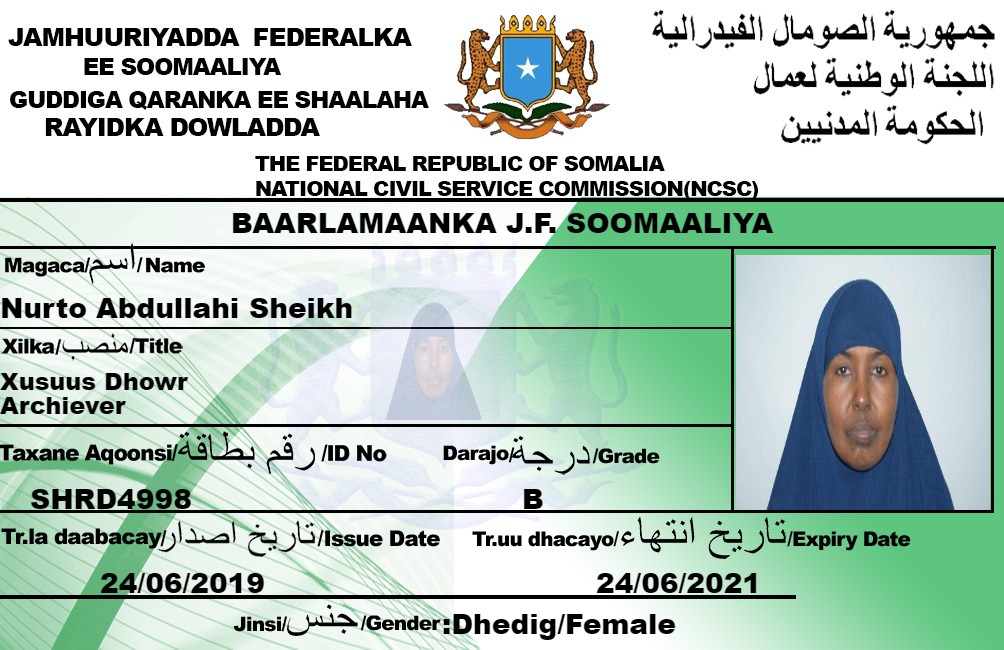 JAMHUURIYADDA FEDERALKA
EE SOOMAALIYA
GUDDIGA QARANKA EE SHAALAHA
RAYIDKA DOWLADDA
جمهورية الصومال الفيدرالية
اللجنة الوطنية لعمال
الحكومة المدنيين
THE FEDERAL REPUBLIC OF SOMALIA
NATIONAL CIVIL SERVICE COMMISSION(NCSC)
BAARLAMAANKA J.F. SOOMAALIYA
Magaca/اسم/Name
Nurto Abdullahi Sheikh
Xilka/منصب/Title
Xusuus Dhowr
Archiever
Taxane Aqoonsi/رقم بطاقة/ID No
Darajo/درجة/Grade
SHRD4998
B
Tr.la daabacay/تاريخ اصدار/Issue Date
Tr.uu dhacayo/تاريخ انتهاء/Expiry Date
24/06/2019
24/06/2021
Jinsi/جنس/Gender:Dhedig/Female